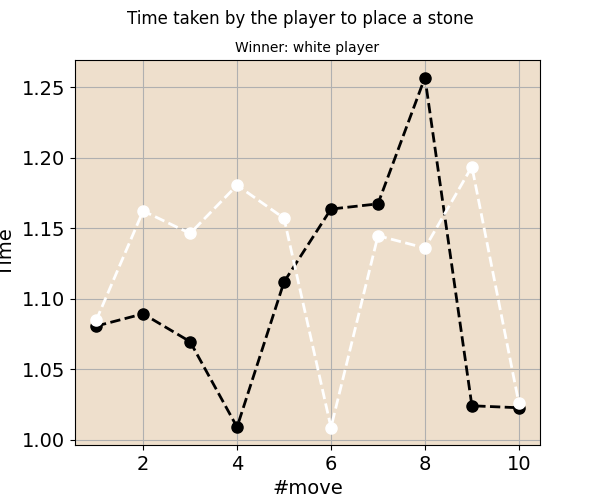 Time taken by the player to place a stone
Winner: white player
1.25
1.20
1.15
1.10
1.05
1.00
Time
2 4 6 8 10
#move